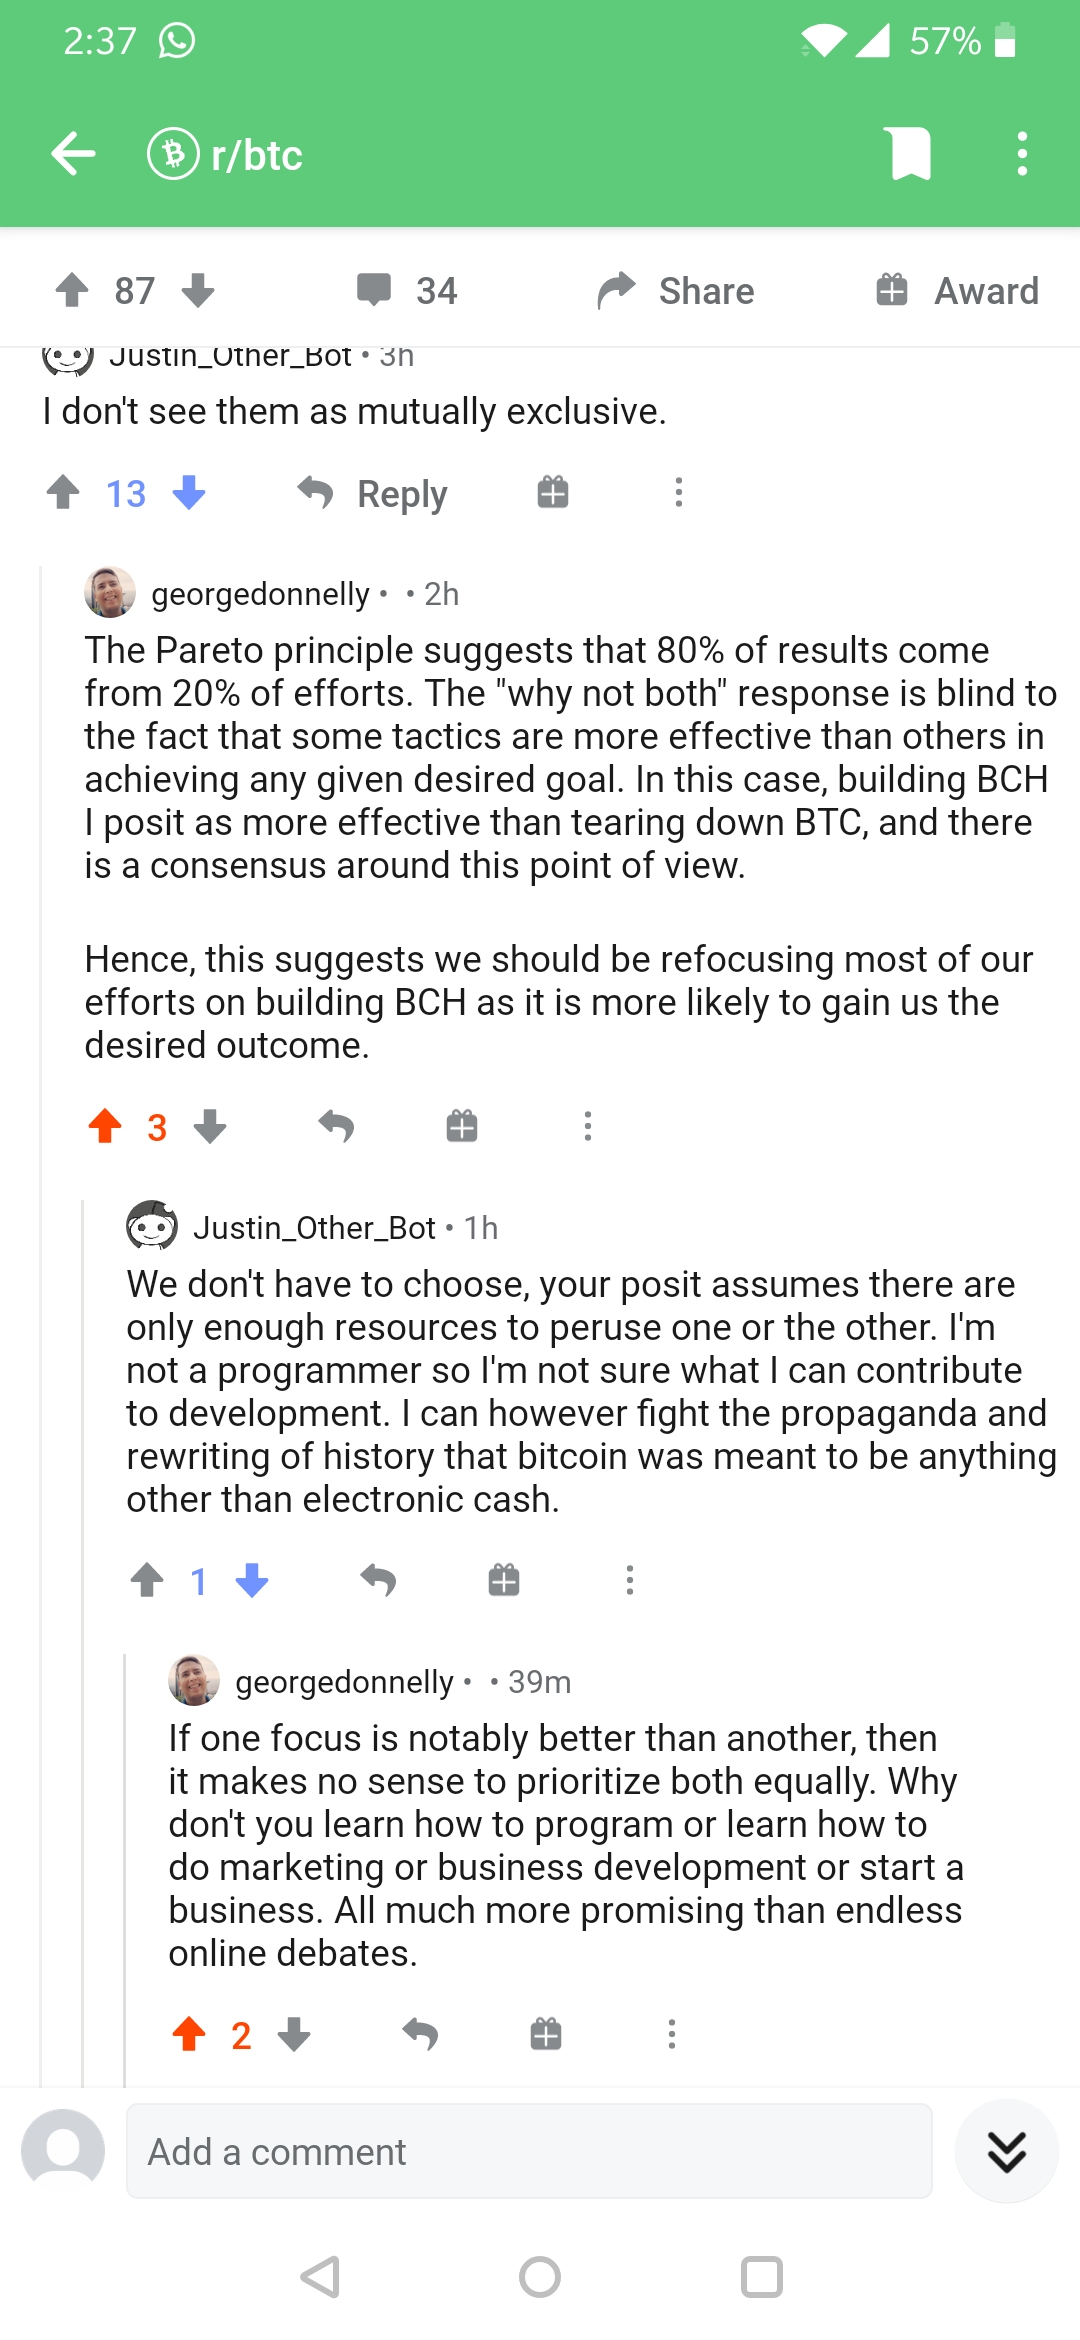 2:37
57%
r/btc
87
34
Share
Award
Justin_Other_Bot • 3h
I don't see them as mutually exclusive.
13
Reply
georgedonnelly • • 2h
The Pareto principle suggests that 80% of results come
from 20% of efforts. The "why not both" response is blind to
the fact that some tactics are more effective than others in
achieving any given desired goal. In this case, building BCH
I posit as more effective than tearing down BTC, and there
is a consensus around this point of view.
Hence, this suggests we should be refocusing most of our
efforts on building BCH as it is more likely to gain us the
desired outcome.
3
Justin_Other_Bot • 1h
We don't have to choose, your posit assumes there are
only enough resources to peruse one or the other. I'm
not a programmer so I'm not sure what I can contribute
to development. I can however fight the propaganda and
rewriting of history that bitcoin was meant to be anything
other than electronic cash.
1
georgedonnelly • • 39m
If one focus is notably better than another, then
it makes no sense to prioritize both equally. Why
don't you learn how to program or learn how to
do marketing or business development or start a
business. All much more promising than endless
online debates.
2
Add a comment